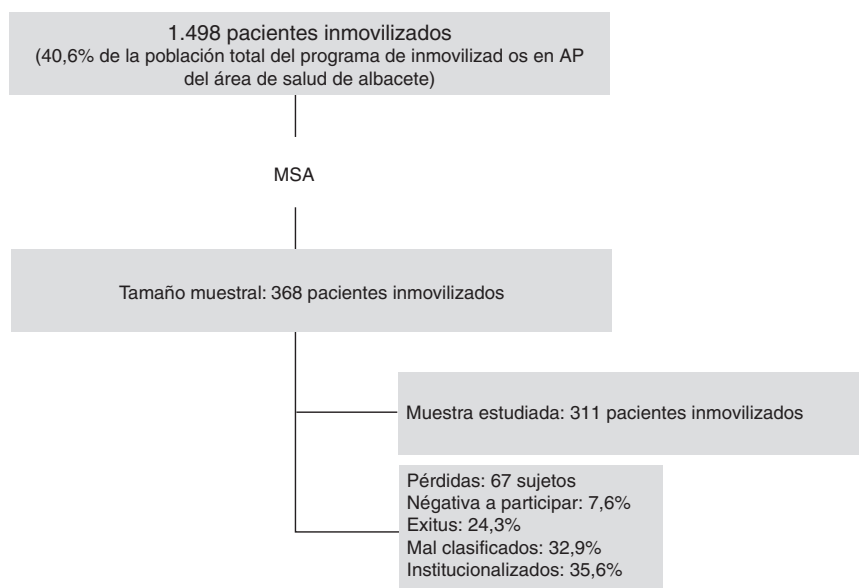 1.498 pacientes inmovilizados
(40,6% de la población total del programa de inmovilizad os en AP
del área de salud de albacete)
MSA
Tamaño muestral: 368 pacientes inmovilizados
Muestra estudiada: 311 pacientes inmovilizados
Pérdidas: 67 sujetos
Négativa a participar: 7,6%
Exitus: 24,3%
Mal clasificados: 32,9%
Institucionalizados: 35,6%